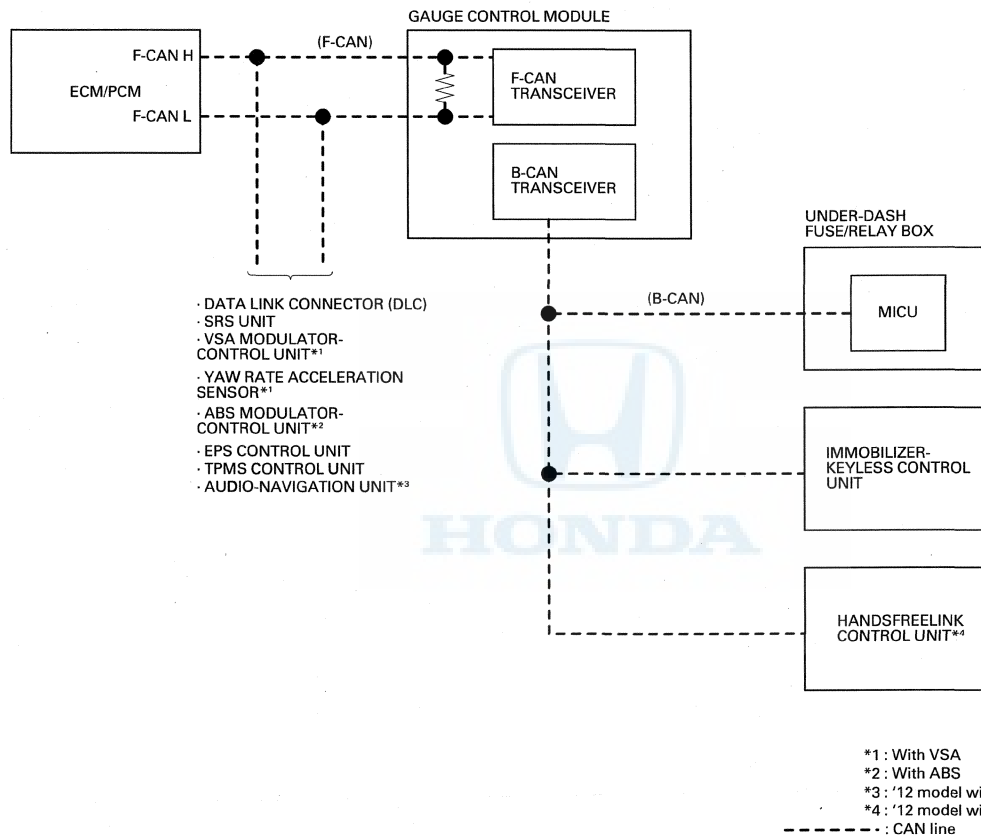 GAUGE CONTROL MODULE
(F-CAN)
F-CAN H
ECM/PCM
F-CAN L
F-CAN
TRANSCEIVER
B-CAN
TRANSCEIVER
UNDER-DASH
FUSE/RELAY BOX
(B-CAN)
MICU
· DATA LINK CONNECTOR (DLC)
· SRS UNIT
· VSA MODULATOR-
CONTROL UNIT*1
· YAW RATE ACCELERATION
SENSOR*1
· ABS MODULATOR-
CONTROL UNIT*2
· EPS CONTROL UNIT
· TPMS CONTROL UNIT
· AUDIO-NAVIGATION UNIT*3
IMMOBILIZER-
KEYLESS CONTROL
UNIT
HONDA
HANDSFREELINK
CONTROL UNIT*4
*1 : With VSA
*2 : With ABS
*3 : '12 model wi
*4 : '12 model wi
: CAN line